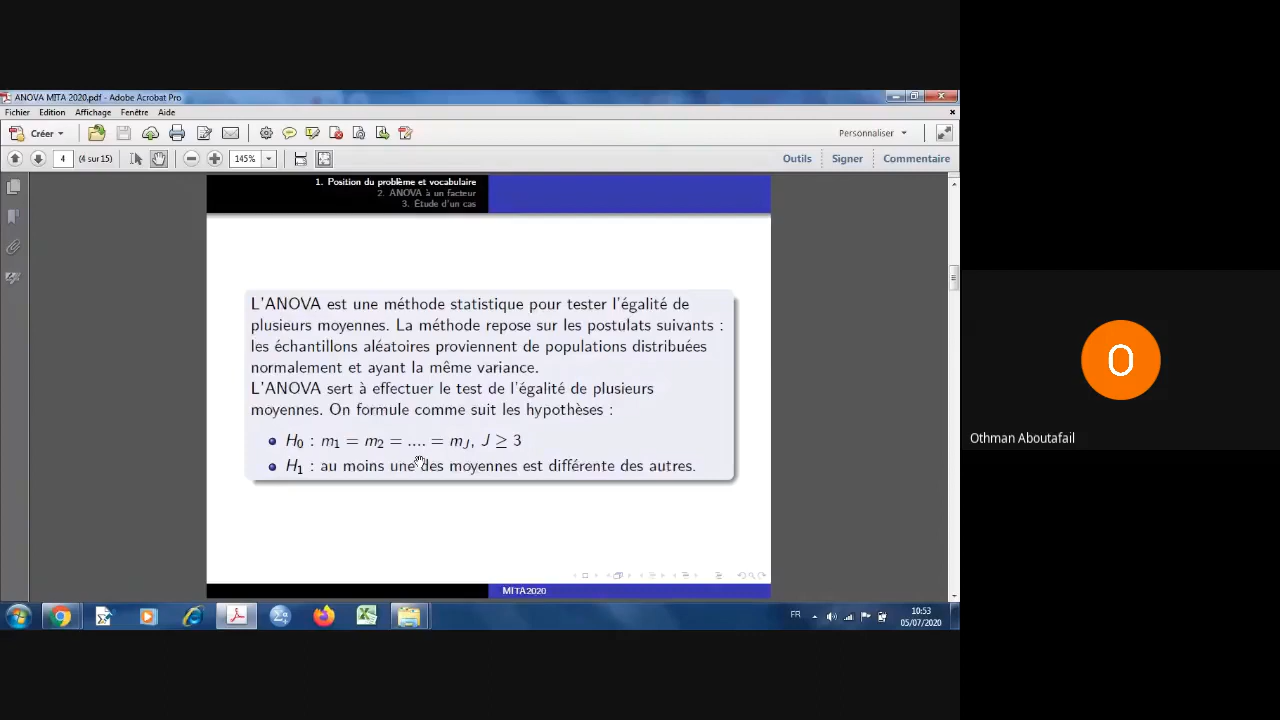 ANOVA MITA 2020.pdf - Adobe Acrobat Pro
Fichier Edition Affichage Fenêtre Aide
Créer
Personnaliser
4 (4 sur 15) 145% Outils Signer Commentaire
1. Position du problème et vocabulaire
2. ANOVA à un facteur
3. Étude d'un cas
L'ANOVA est une méthode statistique pour tester l'égalité de
plusieurs moyennes. La méthode repose sur les postulats suivants :
les échantillons aléatoires proviennent de populations distribuées
normalement et ayant la même variance.
L'ANOVA sert à effectuer le test de l'égalité de plusieurs
moyennes. On formule comme suit les hypothèses :
H₀ : m₁ = m₂ = .... = m_J, J ≥ 3
H₁ : au moins une des moyennes est différente des autres.
MITA2020
FR 10:53
05/07/2020
O
Othman Aboutafail